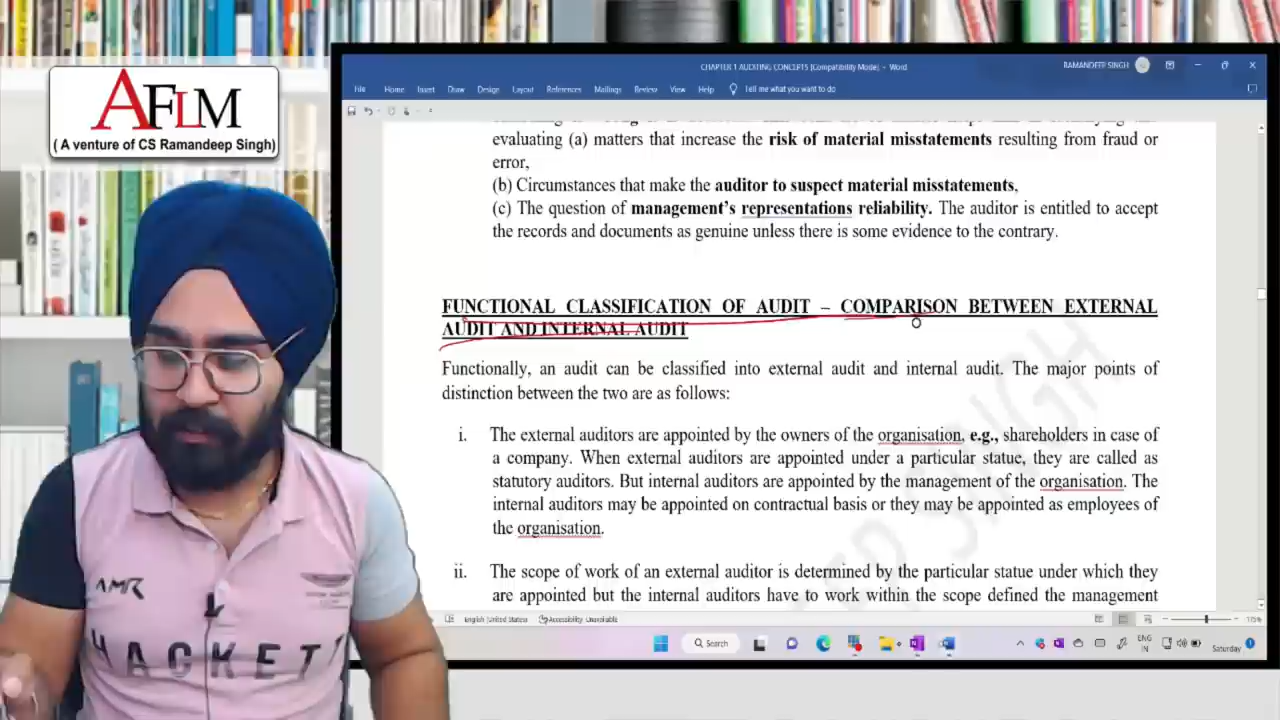 AFLM
( A venture of CS Ramandeep Singh)
CHAPTER 1 AUDITING CONCEPTS [Compatibility Mode] - Word
RAMANDEEP SINGH
File Home Insert Draw Design Layout References Mailings Review View Help Tell me what you want to do
evaluating (a) matters that increase the risk of material misstatements resulting from fraud or
error,
(b) Circumstances that make the auditor to suspect material misstatements,
(c) The question of management's representations reliability. The auditor is entitled to accept
the records and documents as genuine unless there is some evidence to the contrary.
FUNCTIONAL CLASSIFICATION OF AUDIT – COMPARISON BETWEEN EXTERNAL
AUDIT AND INTERNAL AUDIT
Functionally, an audit can be classified into external audit and internal audit. The major points of
distinction between the two are as follows:
i. The external auditors are appointed by the owners of the organisation, e.g., shareholders in case of
a company. When external auditors are appointed under a particular statue, they are called as
statutory auditors. But internal auditors are appointed by the management of the organisation. The
internal auditors may be appointed on contractual basis or they may be appointed as employees of
the organisation.
ii. The scope of work of an external auditor is determined by the particular statue under which they
are appointed but the internal auditors have to work within the scope defined the management
English (United States) Accessibility: Unavailable
Search
ENG
IN
Saturday
AMR
HACKETT